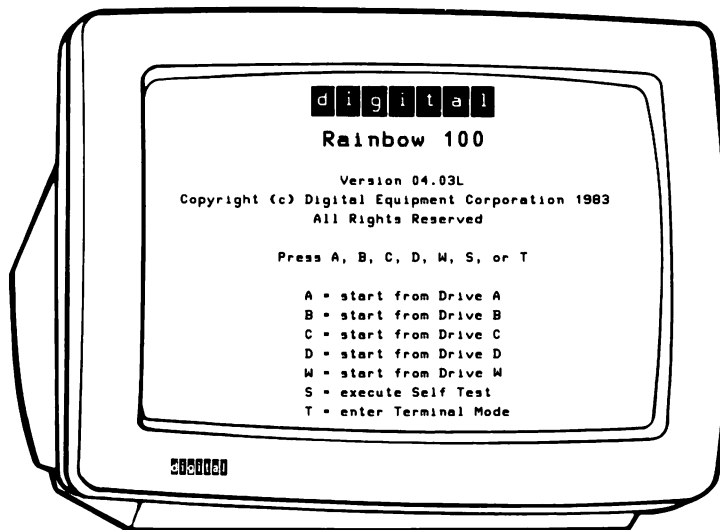 digital
Rainbow 100
Version 04.03L
Copyright (c) Digital Equipment Corporation 1983
All Rights Reserved
Press A, B, C, D, W, S, or T
A = start from Drive A
B = start from Drive B
C = start from Drive C
D = start from Drive D
W = start from Drive W
S = execute Self Test
T = enter Terminal Mode
digital